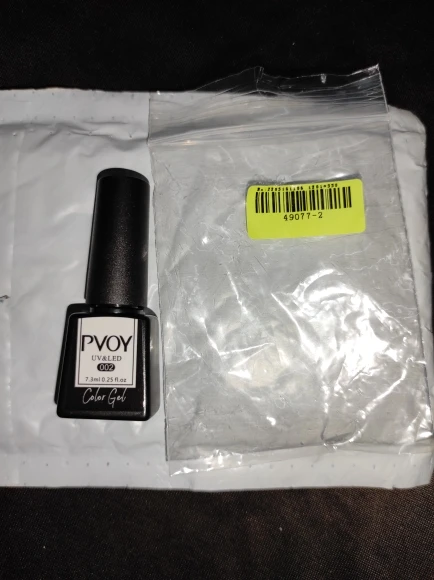 PVOY
UV&LED
002
7.3ml 0.25 fl.oz
Color Gel
49077-2